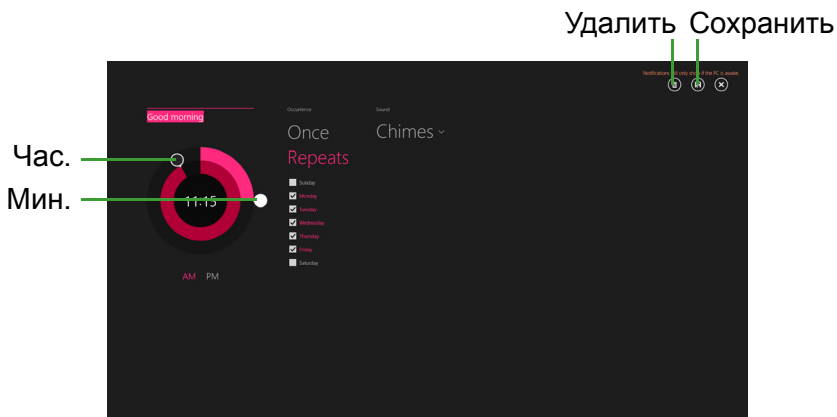 Удалить Сохранить
Notifications will only show if the PC is awake.
Good morning
Occurrence
Sound
Once
Chimes
Repeats
Час.
Мин.
11:15
Sunday
Monday
Tuesday
Wednesday
Thursday
Friday
Saturday
AM PM